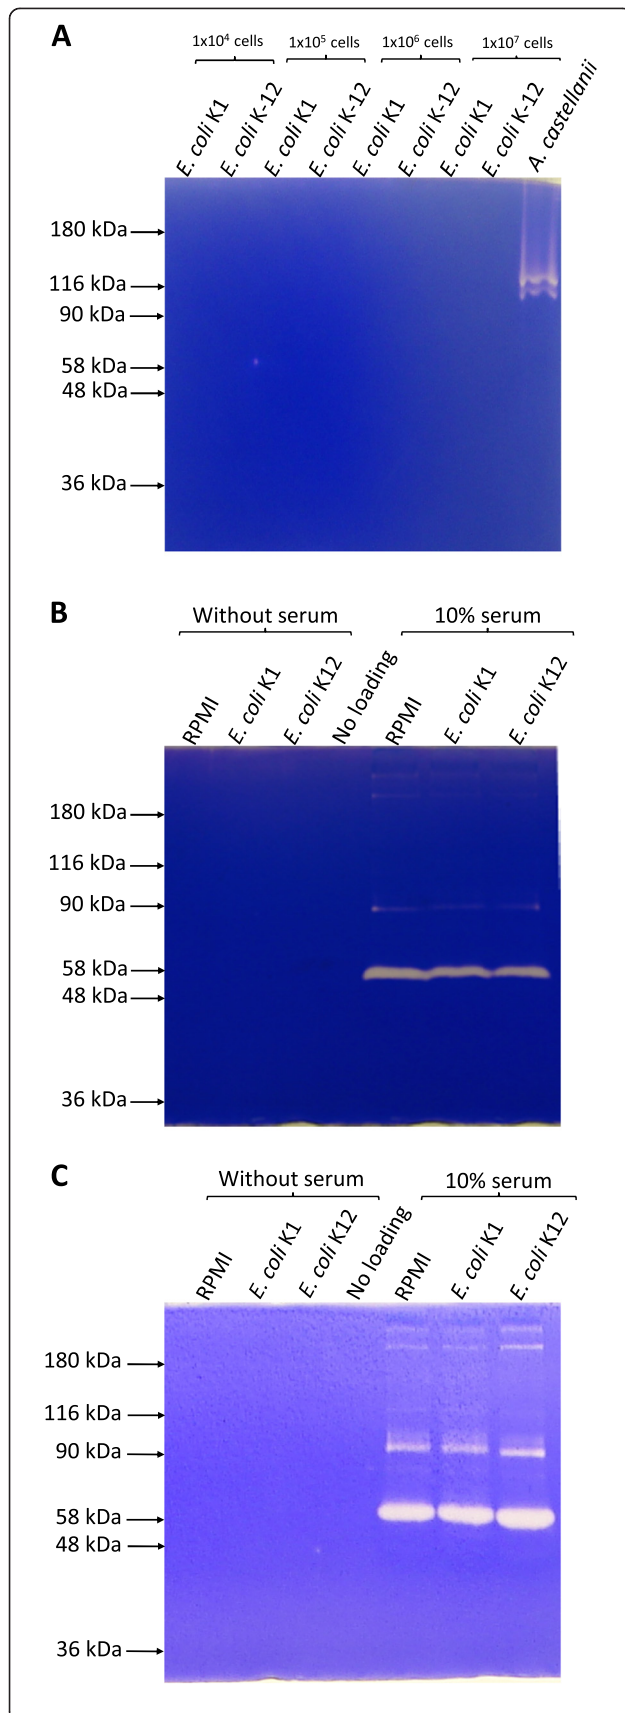 A
1x10⁴ cells 1x10⁵ cells 1x10⁶ cells 1x10⁷ cells
E. coli K1 E. coli K-12 E. coli K1 E. coli K-12 E. coli K1 E. coli K-12 E. coli K1 E. coli K-12 A. castellanii
180 kDa
116 kDa
90 kDa
58 kDa
48 kDa
36 kDa
B
Without serum 10% serum
RPMI E. coli K1 E. coli K12 No loading RPMI E. coli K1 E. coli K12
180 kDa
116 kDa
90 kDa
58 kDa
48 kDa
36 kDa
C
Without serum 10% serum
RPMI E. coli K1 E. coli K12 No loading RPMI E. coli K1 E. coli K12
180 kDa
116 kDa
90 kDa
58 kDa
48 kDa
36 kDa